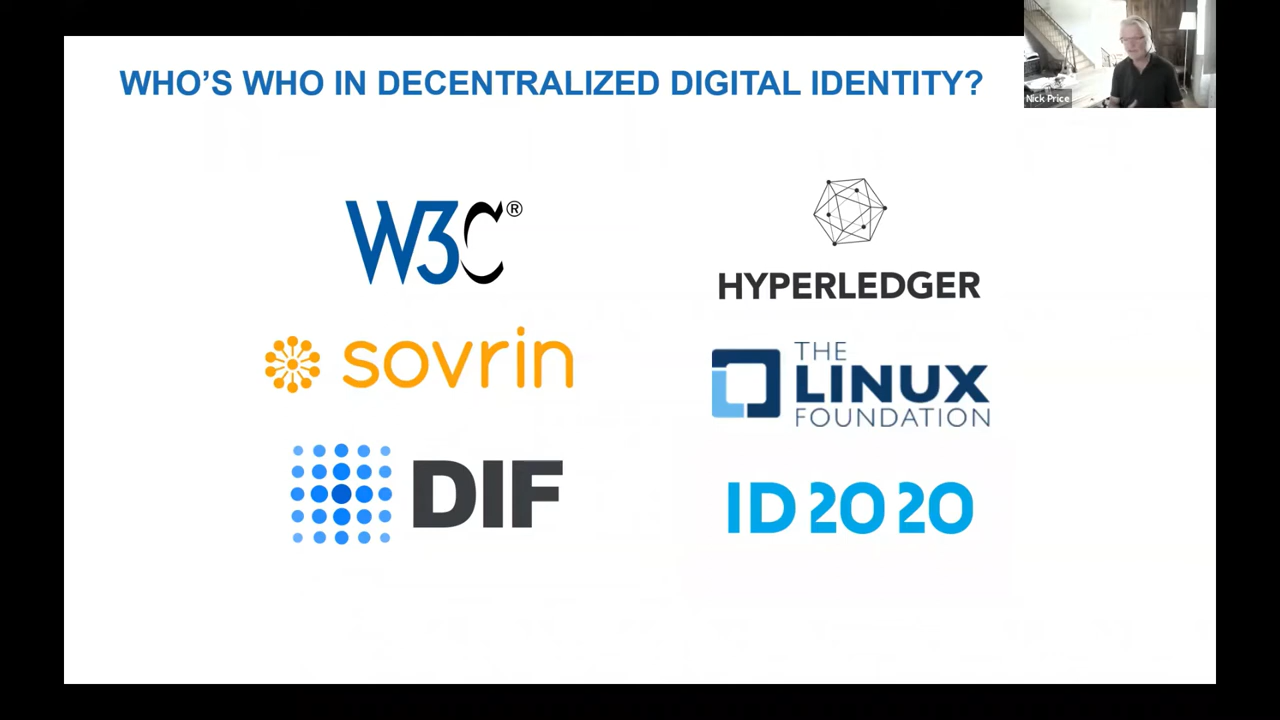 WHO'S WHO IN DECENTRALIZED DIGITAL IDENTITY?
Nick Price
W3C®
HYPERLEDGER
sovrin
THE
LINUX
FOUNDATION
DIF
ID2020